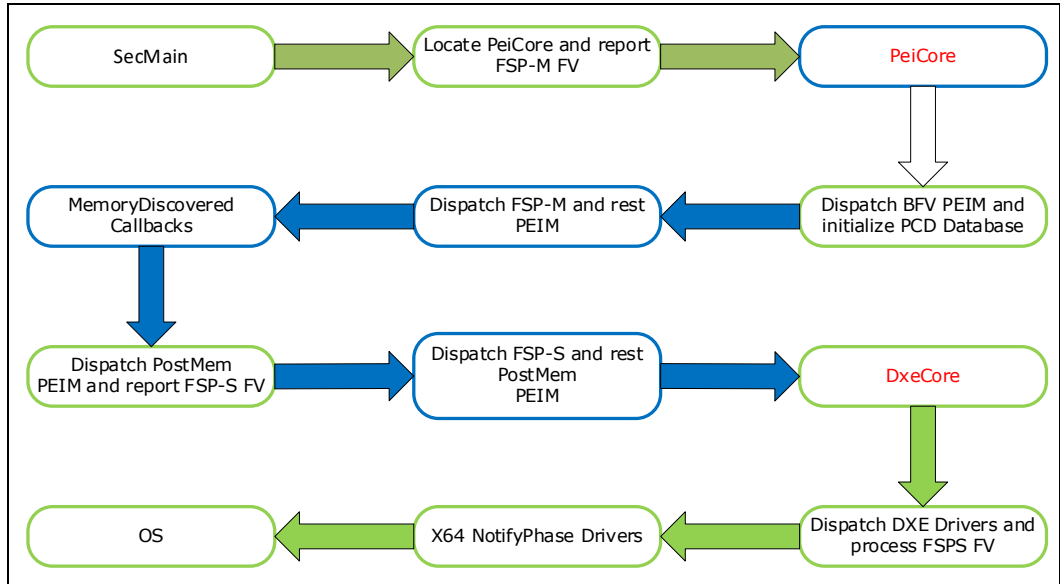 SecMain
Locate PeiCore and report
FSP-M FV
PeiCore
MemoryDiscovered
Callbacks
Dispatch FSP-M and rest
PEIM
Dispatch BFV PEIM and
initialize PCD Database
Dispatch PostMem
PEIM and report FSP-S FV
Dispatch FSP-S and rest
PostMem
PEIM
DxeCore
OS
X64 NotifyPhase Drivers
Dispatch DXE Drivers and
process FSPS FV